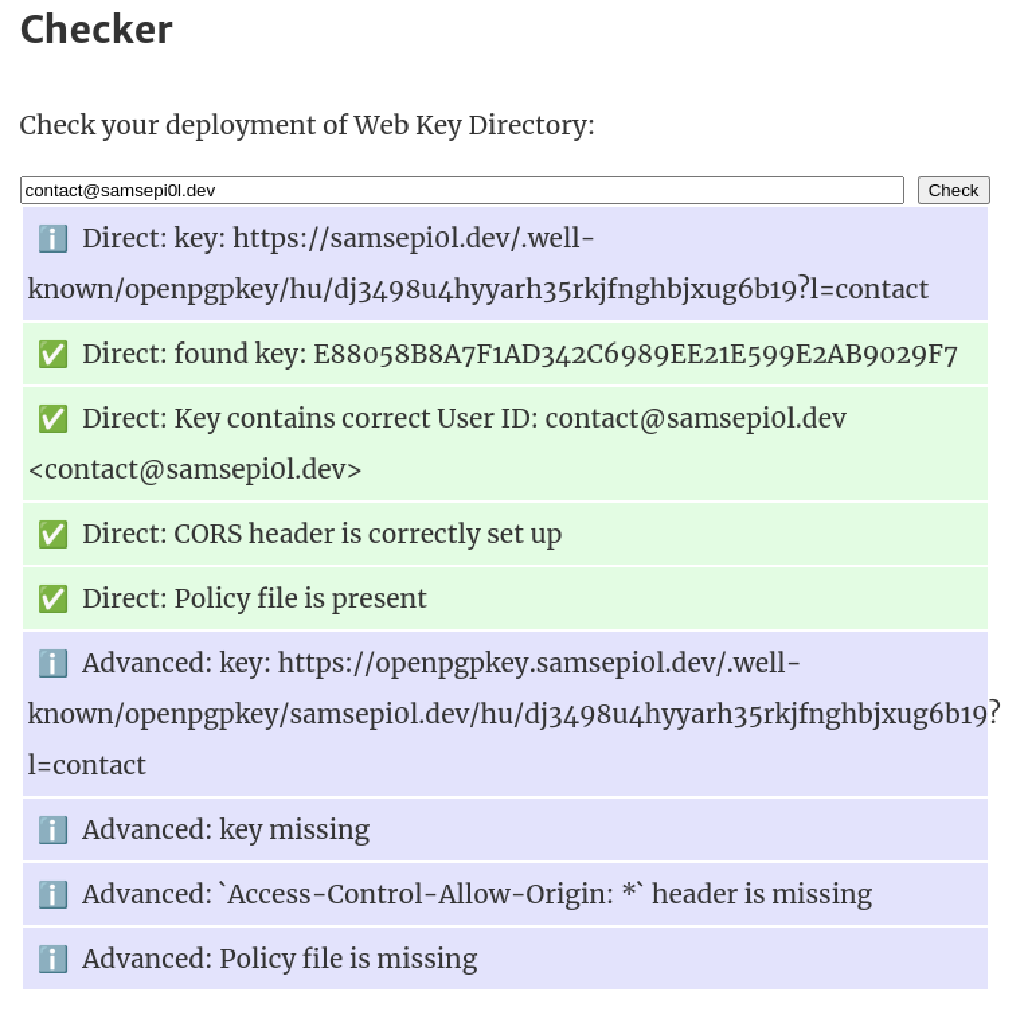 Checker
Check your deployment of Web Key Directory:
contact@samsepi0l.dev Check
Direct: key: https://samsepi0l.dev/.well-
known/openpgpkey/hu/dj3498u4hyyarh35rkjfnghbjxug6b19?l=contact
Direct: found key: E88058B8A7F1AD342C6989EE21E599E2AB9029F7
Direct: Key contains correct User ID: contact@samsepi0l.dev
<contact@samsepi0l.dev>
Direct: CORS header is correctly set up
Direct: Policy file is present
Advanced: key: https://openpgpkey.samsepi0l.dev/.well-
known/openpgpkey/samsepi0l.dev/hu/dj3498u4hyyarh35rkjfnghbjxug6b19?
l=contact
Advanced: key missing
Advanced: `Access-Control-Allow-Origin: *` header is missing
Advanced: Policy file is missing